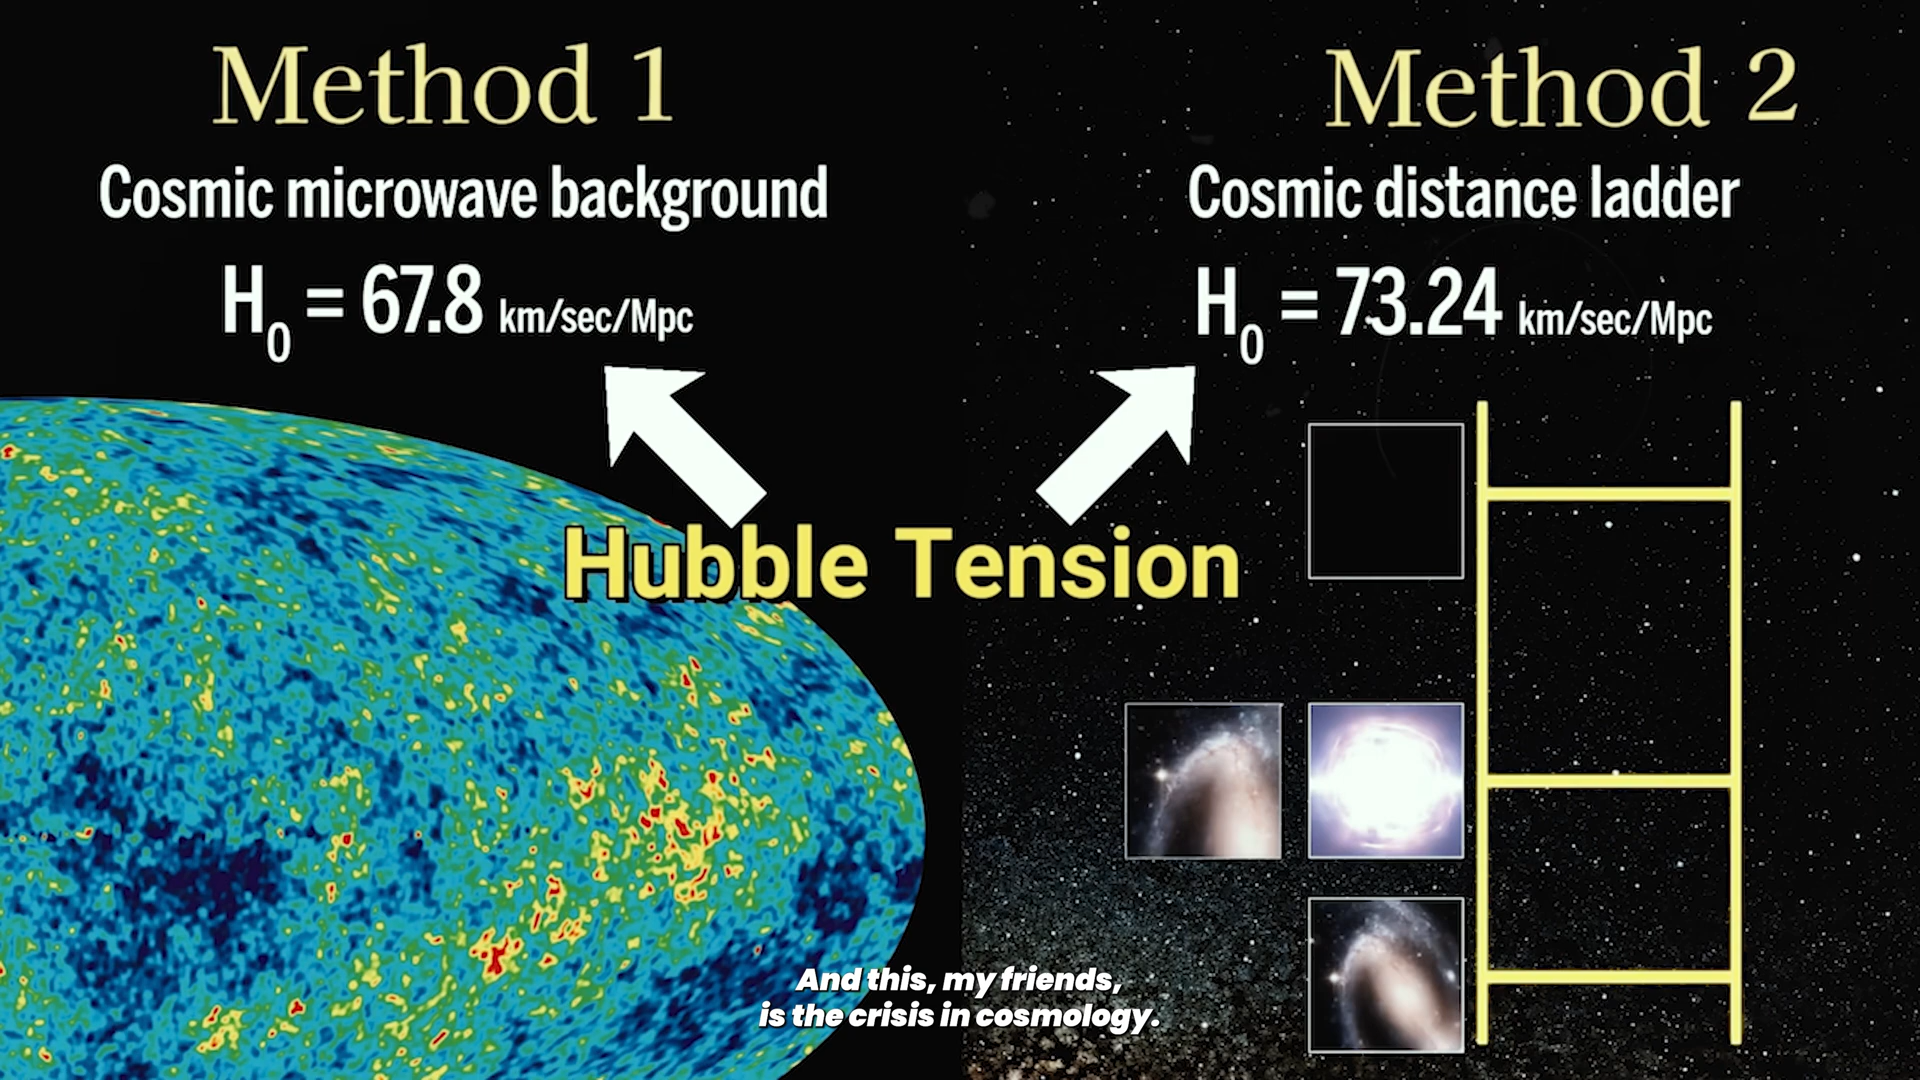 Method 1
Cosmic microwave background
H₀ = 67.8 km/sec/Mpc
Method 2
Cosmic distance ladder
H₀ = 73.24 km/sec/Mpc
Hubble Tension
And this, my friends,
is the crisis in cosmology.